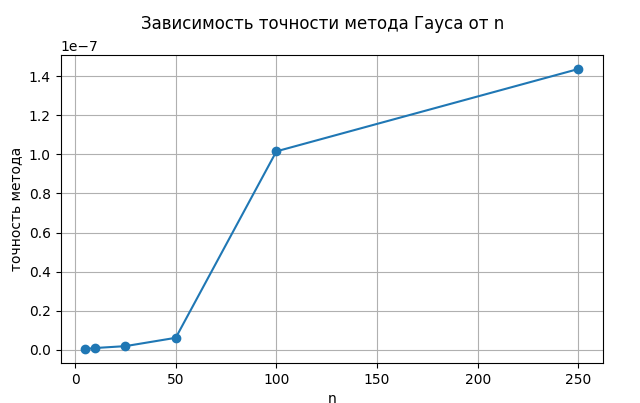 Зависимость точности метода Гауса от n
1e−7
1.4
1.2
1.0
0.8
0.6
0.4
0.2
0.0
точность метода
0 50 100 150 200 250
n